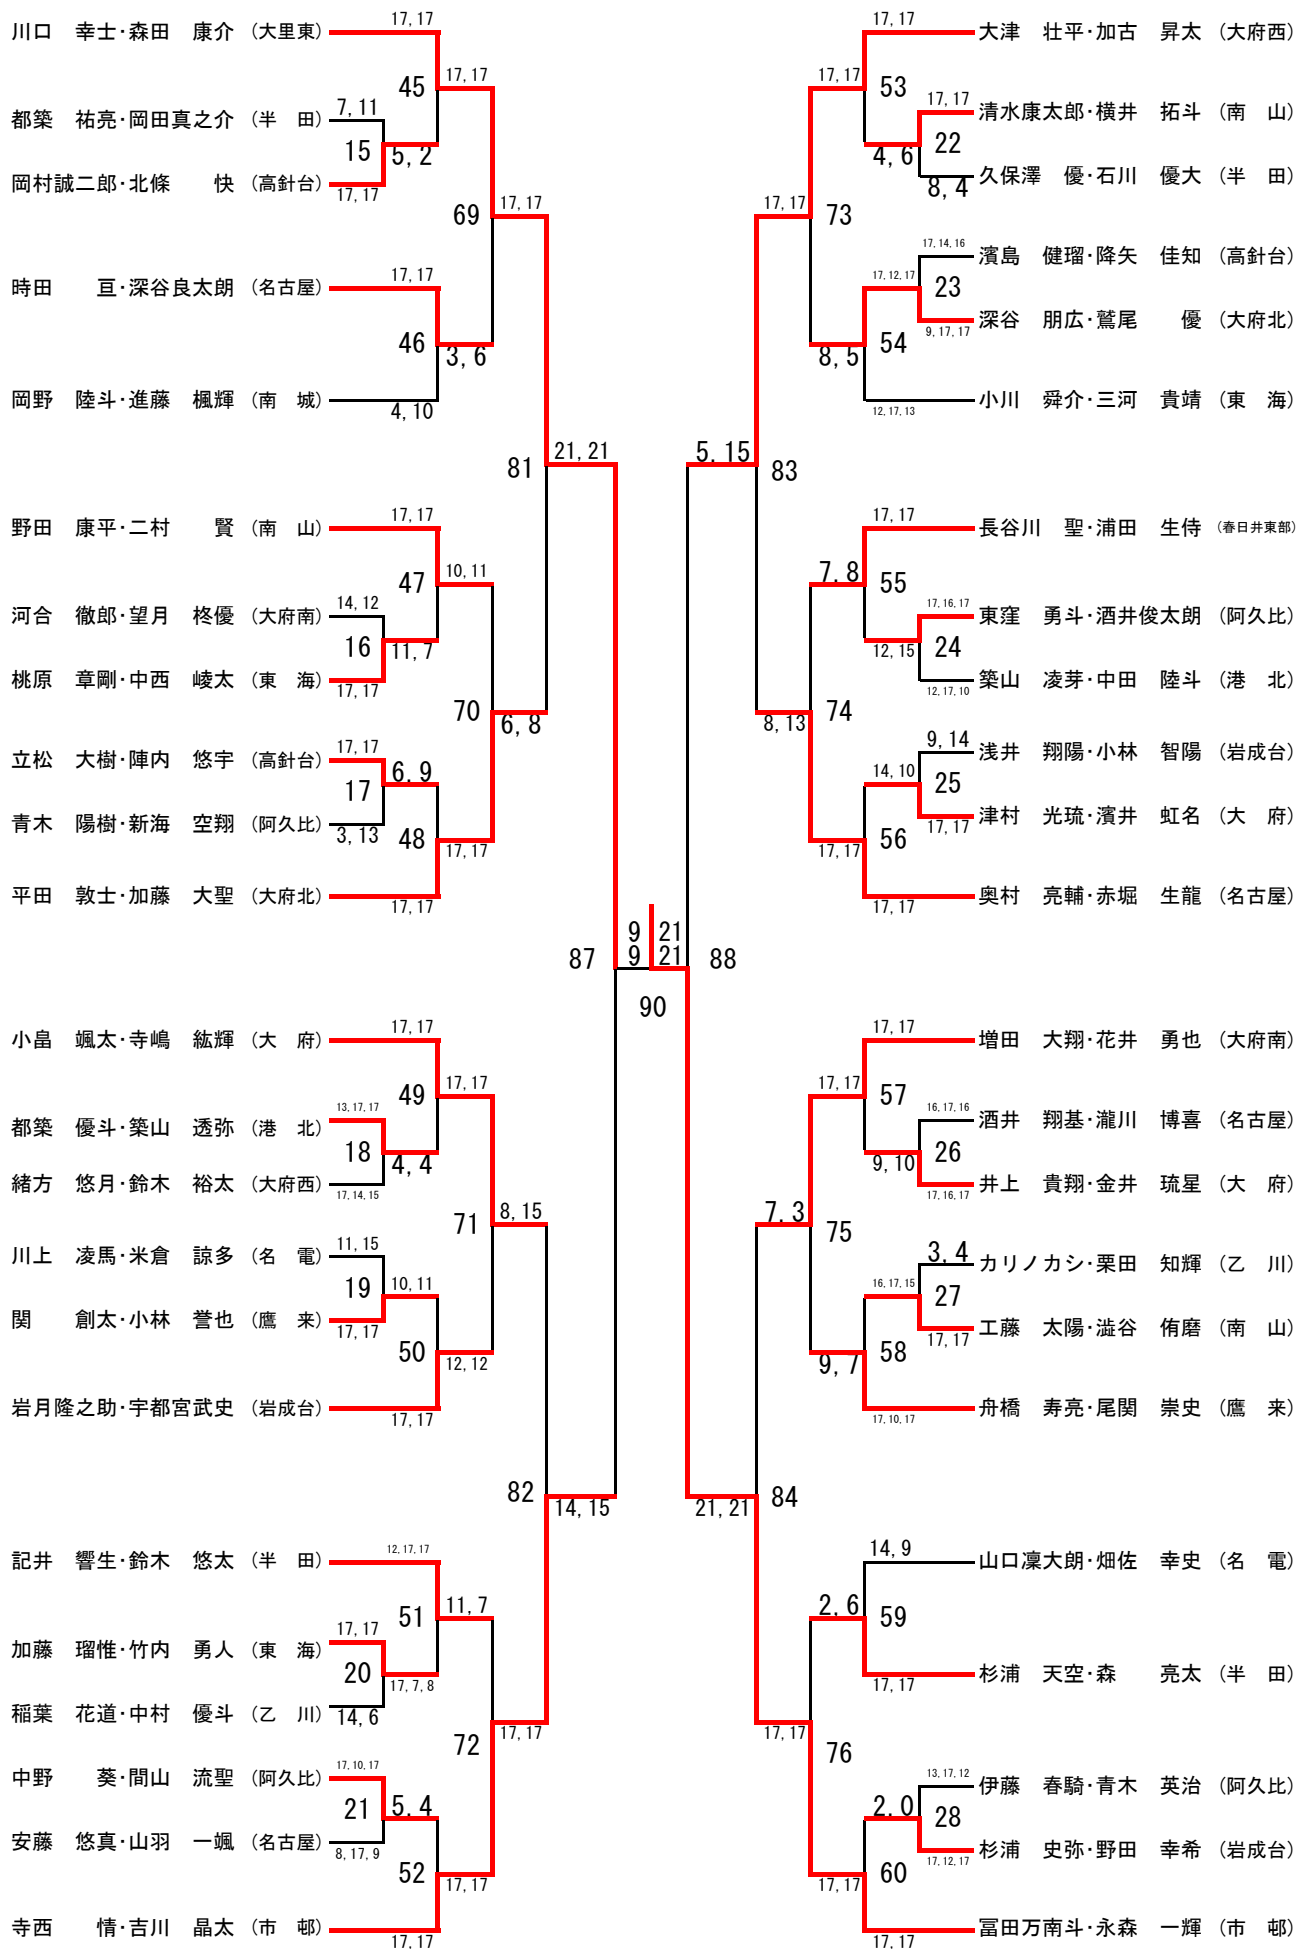 川口　幸士・森田　康介 （大里東） 17,17
45 17,17
都築　祐亮・岡田真之介 （半　田） 7,11
15 5,2
岡村誠二郎・北條　　快 （高針台） 17,17
69 17,17
時田　　亘・深谷良太朗 （名古屋） 17,17
46 3,6
岡野　陸斗・進藤　楓輝 （南　城） 4,10
81 21,21
野田　康平・二村　　賢 （南　山） 17,17
47 10,11
河合　徹郎・望月　柊優 （大府南） 14,12
16 11,7
桃原　章剛・中西　崚太 （東　海） 17,17
70 6,8
立松　大樹・陣内　悠宇 （高針台） 17,17
17 6,9
青木　陽樹・新海　空翔 （阿久比） 3,13
48 17,17
平田　敦士・加藤　大聖 （大府北） 17,17
87 9 21
9 21 88
90
小畠　颯太・寺嶋　紘輝 （大　府） 17,17
49 17,17
都築　優斗・築山　透弥 （港　北） 13,17,17
18 4,4
緒方　悠月・鈴木　裕太 （大府西） 17,14,15
71 8,15
川上　凌馬・米倉　諒多 （名　電） 11,15
19 10,11
関　　創太・小林　誉也 （鷹　来） 17,17
50 12,12
岩月隆之助・宇都宮武史 （岩成台） 17,17
82 14,15
記井　響生・鈴木　悠太 （半　田） 12,17,17
51 11,7
加藤　瑠惟・竹内　勇人 （東　海） 17,17
20 17,7,8
稲葉　花道・中村　優斗 （乙　川） 14,6
72 17,17
中野　　葵・間山　流聖 （阿久比） 17,10,17
21 5,4
安藤　悠真・山羽　一颯 （名古屋） 8,17,9
52 17,17
寺西　　情・吉川　晶太 （市　邨） 17,17
17,17 大津　壮平・加古　昇太 （大府西）
17,17 53
17,17 清水康太郎・横井　拓斗 （南　山）
4,6 22
8,4 久保澤　優・石川　優大 （半　田）
17,17 73
17,14,16 濱島　健瑠・降矢　佳知 （高針台）
17,12,17 23
9,17,17 深谷　朋広・鷲尾　　優 （大府北）
8,5 54
12,17,13 小川　舜介・三河　貴靖 （東　海）
5,15 83
17,17 長谷川　聖・浦田　生侍 （春日井東部）
7,8 55
17,16,17 東窪　勇斗・酒井俊太朗 （阿久比）
12,15 24
12,17,10 築山　凌芽・中田　陸斗 （港　北）
8,13 74
9,14 浅井　翔陽・小林　智陽 （岩成台）
14,10 25
17,17 津村　光琉・濱井　虹名 （大　府）
17,17 56
17,17 奥村　亮輔・赤堀　生龍 （名古屋）
17,17 増田　大翔・花井　勇也 （大府南）
17,17 57
16,17,16 酒井　翔基・瀧川　博喜 （名古屋）
9,10 26
17,16,17 井上　貴翔・金井　琉星 （大　府）
7,3 75
3,4 カリノカシ・栗田　知輝 （乙　川）
16,17,15 27
17,17 工藤　太陽・澁谷　侑磨 （南　山）
9,7 58
17,10,17 舟橋　寿亮・尾関　崇史 （鷹　来）
21,21 84
14,9 山口凜大朗・畑佐　幸史 （名　電）
2,6 59
17,17 杉浦　天空・森　　亮太 （半　田）
17,17 76
13,17,12 伊藤　春騎・青木　英治 （阿久比）
2,0 28
17,12,17 杉浦　史弥・野田　幸希 （岩成台）
17,17 60
17,17 冨田万南斗・永森　一輝 （市　邨）